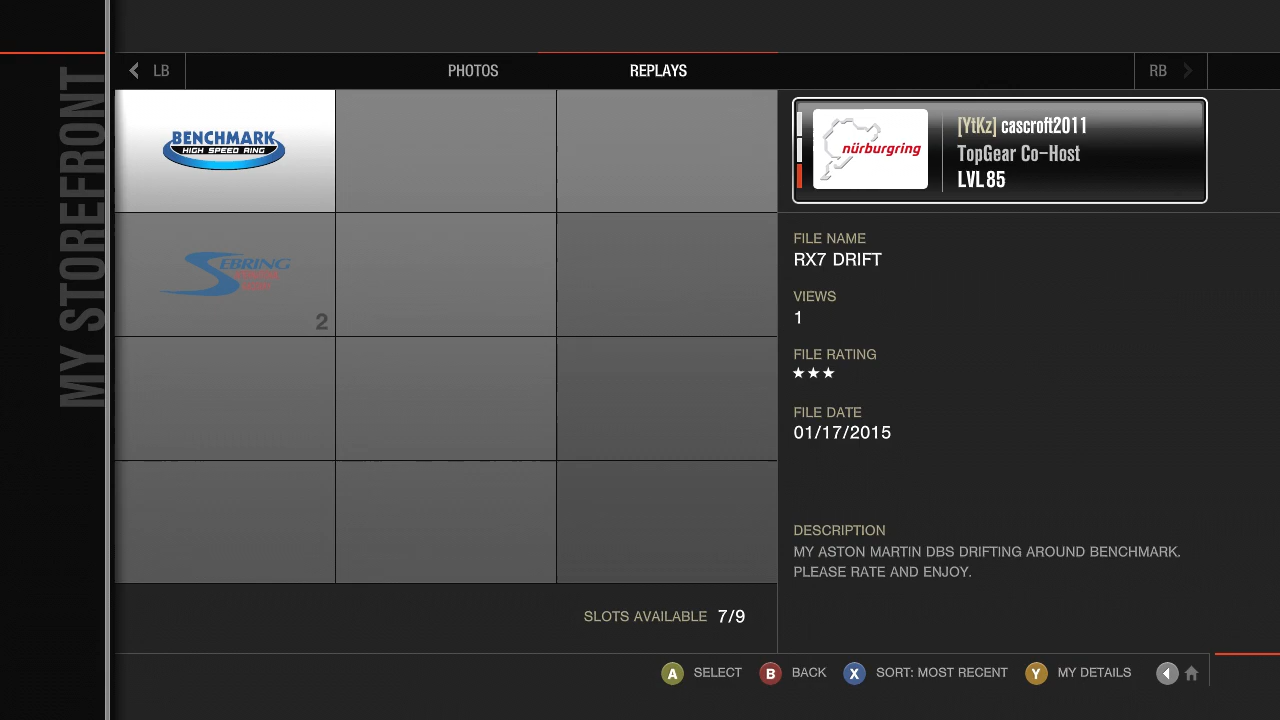 MY STOREFRONT
LB
PHOTOS
REPLAYS
RB
BENCHMARK
HIGH SPEED RING
SEBRING
2
nürburgring
[YtKz] cascroft2011
TopGear Co-Host
LVL 85
FILE NAME
RX7 DRIFT
VIEWS
1
FILE RATING
★★★
FILE DATE
01/17/2015
DESCRIPTION
MY ASTON MARTIN DBS DRIFTING AROUND BENCHMARK.
PLEASE RATE AND ENJOY.
SLOTS AVAILABLE 7/9
A SELECT B BACK X SORT: MOST RECENT Y MY DETAILS